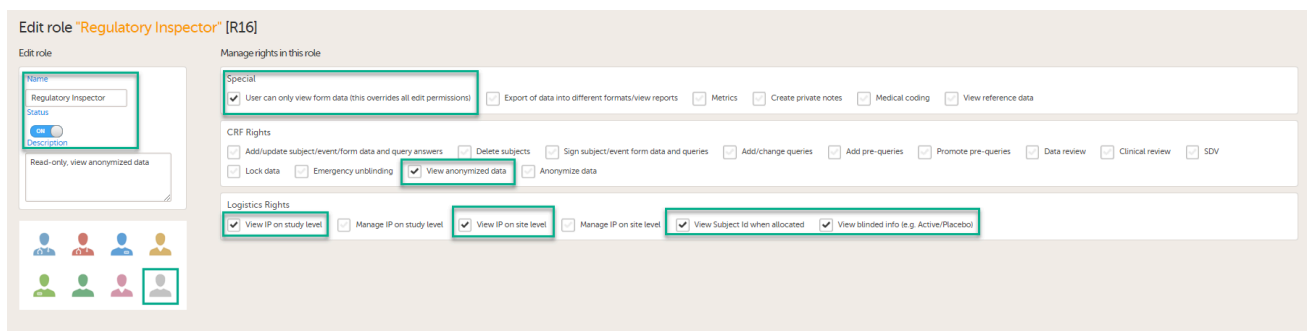 Edit role "Regulatory Inspector" [R16]
Edit role
Manage rights in this role
Name
Regulatory Inspector
Status
ON
Description
Read-only, view anonymized data
Special
User can only view form data (this overrides all edit permissions) Export of data into different formats/view reports Metrics Create private notes Medical coding View reference data
CRF Rights
Add/update subject/event/form data and query answers Delete subjects Sign subject/event form data and queries Add/change queries Add pre-queries Promote pre-queries Data review Clinical review SDV
Lock data Emergency unblinding View anonymized data Anonymize data
Logistics Rights
View IP on study level Manage IP on study level View IP on site level Manage IP on site level View Subject Id when allocated View blinded info (e.g. Active/Placebo)